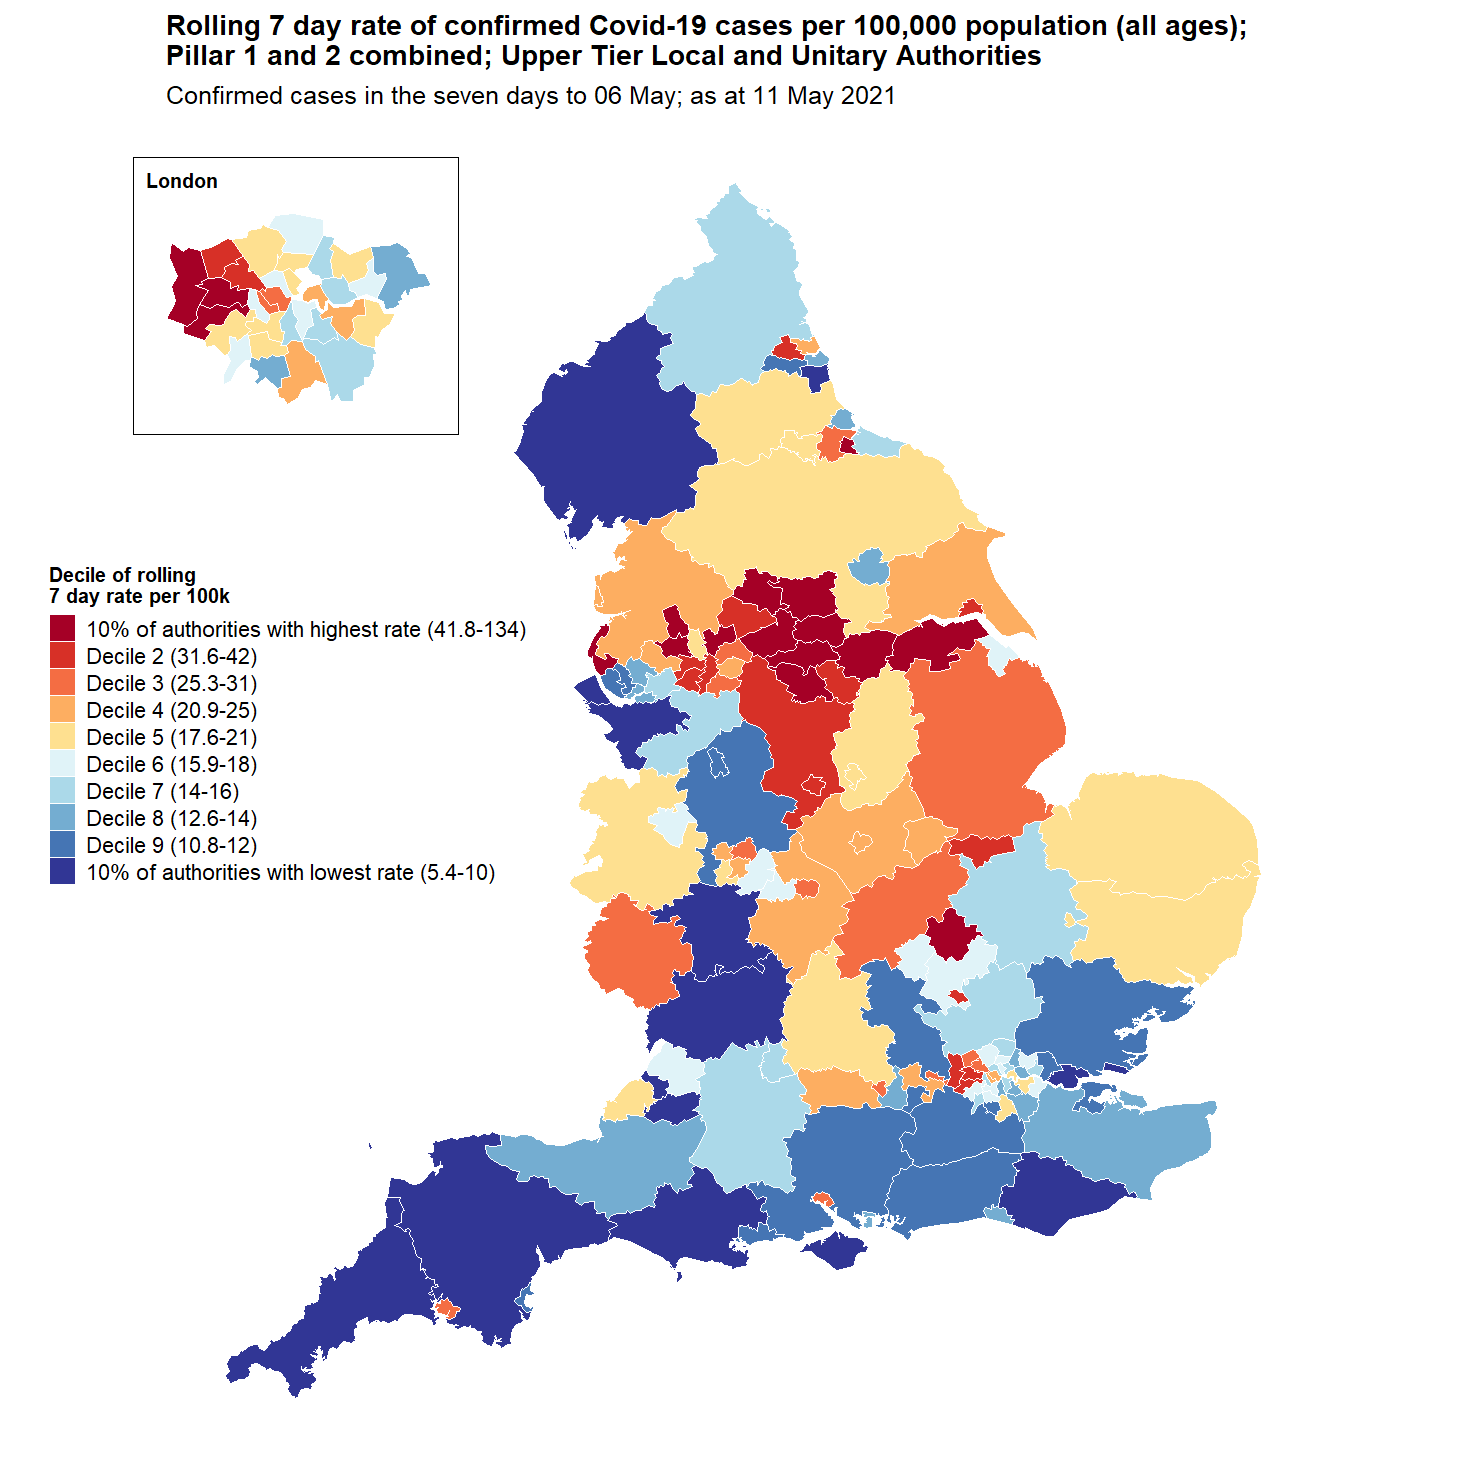 Rolling 7 day rate of confirmed Covid-19 cases per 100,000 population (all ages);
Pillar 1 and 2 combined; Upper Tier Local and Unitary Authorities
Confirmed cases in the seven days to 06 May; as at 11 May 2021
London
Decile of rolling
7 day rate per 100k
10% of authorities with highest rate (41.8-134)
Decile 2 (31.6-42)
Decile 3 (25.3-31)
Decile 4 (20.9-25)
Decile 5 (17.6-21)
Decile 6 (15.9-18)
Decile 7 (14-16)
Decile 8 (12.6-14)
Decile 9 (10.8-12)
10% of authorities with lowest rate (5.4-10)